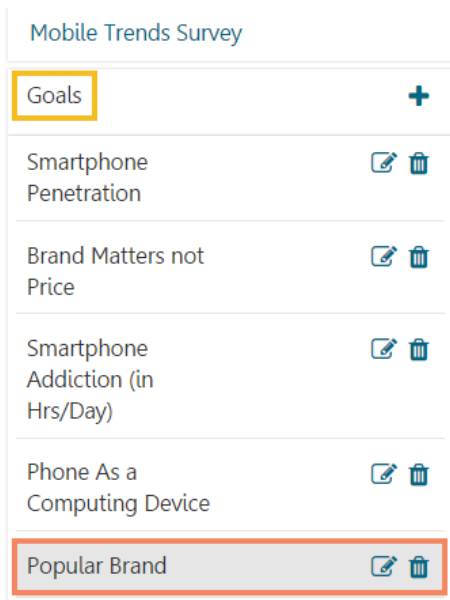 Mobile Trends Survey
Goals
Smartphone
Penetration
Brand Matters not
Price
Smartphone
Addiction (in
Hrs/Day)
Phone As a
Computing Device
Popular Brand